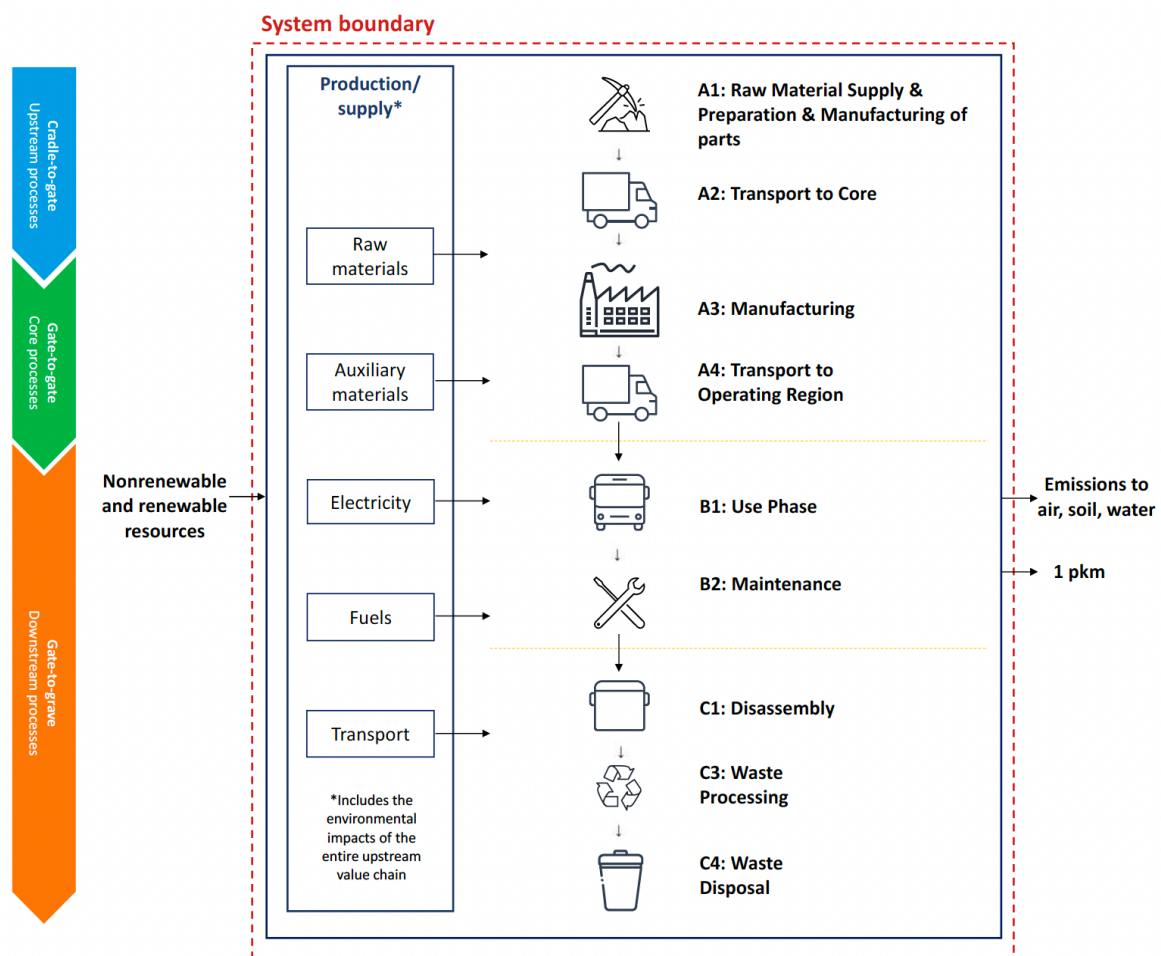 System boundary
Cradle-to-gate
Upstream processes
Gate-to-gate
Core processes
Gate-to-grave
Downstream processes
Nonrenewable
and renewable
resources
Production/
supply*
Raw
materials
Auxiliary
materials
Electricity
Fuels
Transport
*Includes the
environmental
impacts of the
entire upstream
value chain
A1: Raw Material Supply &
Preparation & Manufacturing of
parts
A2: Transport to Core
A3: Manufacturing
A4: Transport to
Operating Region
B1: Use Phase
B2: Maintenance
C1: Disassembly
C3: Waste
Processing
C4: Waste
Disposal
Emissions to
air, soil, water
1 pkm